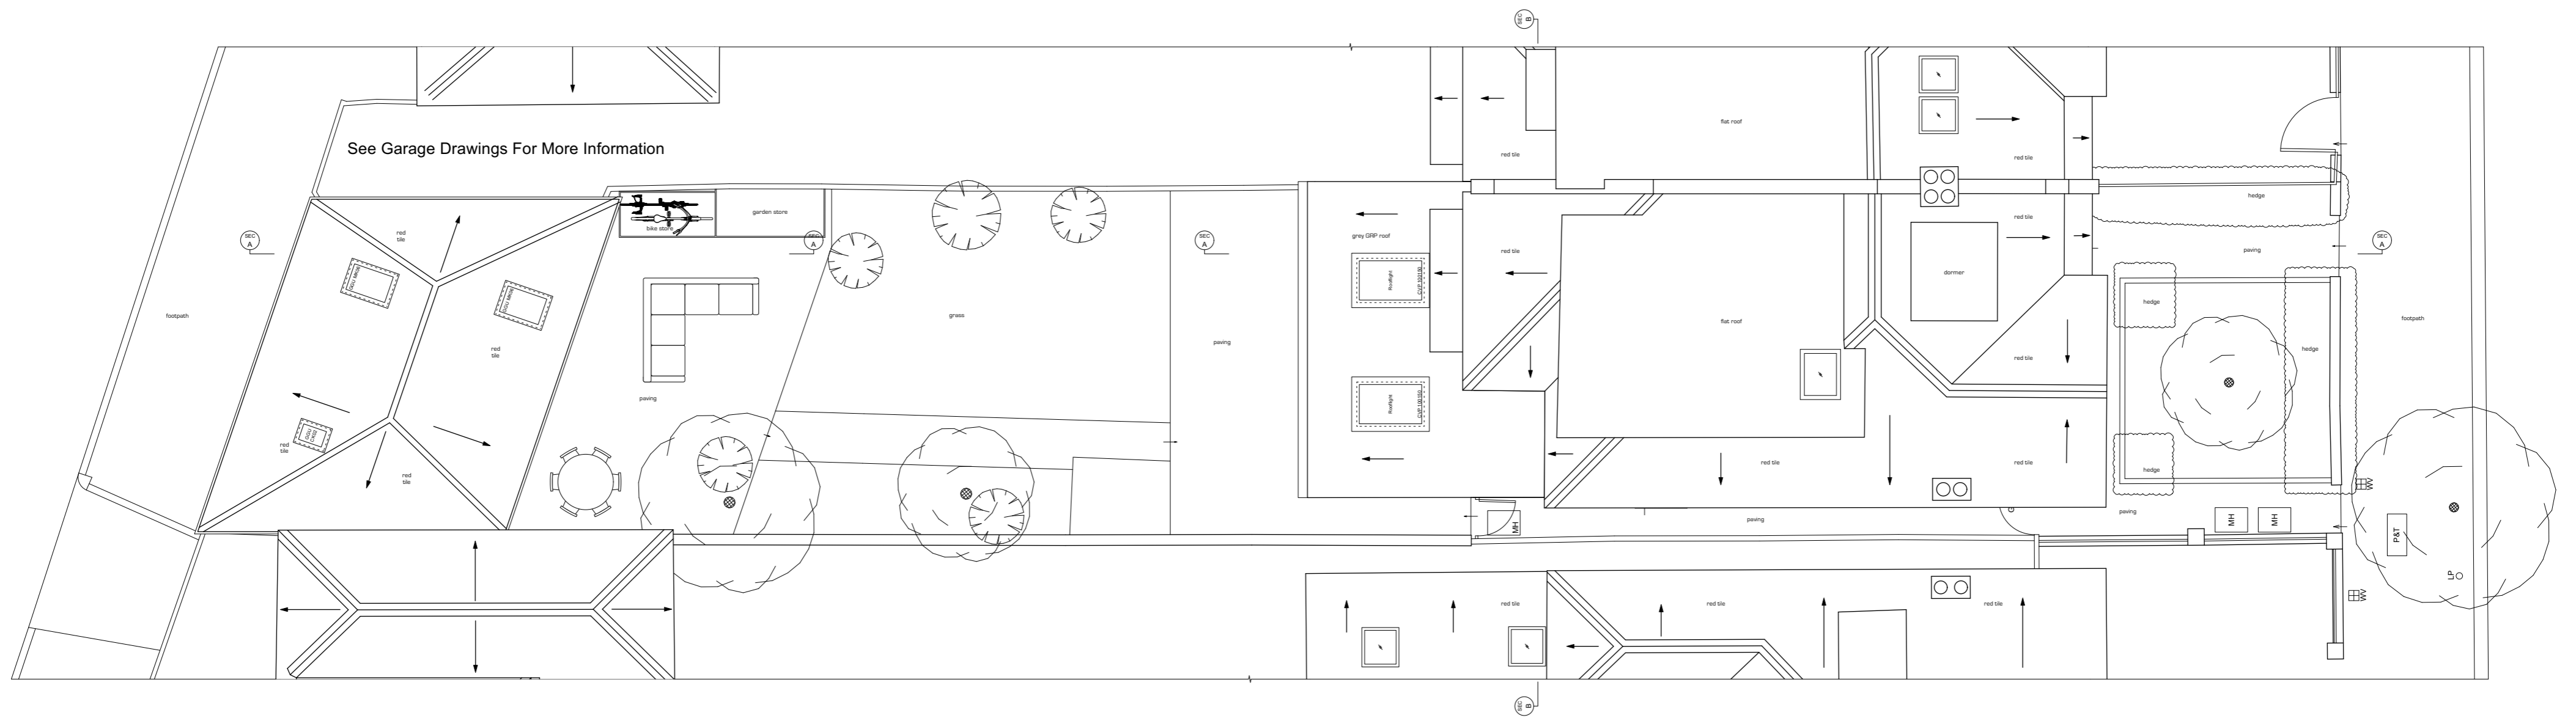 SEC
B
See Garage Drawings For More Information
flat roof
red tile
red tile
hedge
garden store
bike store
red
tile
SEC
A
SEC
A
SEC
A
SEC
A
grey GRP roof
red tile
red tile
paving
dormer
Rooflight
hedge
footpath
grass
flat roof
footpath
paving
hedge
red
tile
red tile
paving
Rooflight
red
tile
red
tile
red tile
red tile
hedge
MH
paving
paving
MH
MH
P&T
LP
red tile
red tile
red tile
SEC
B